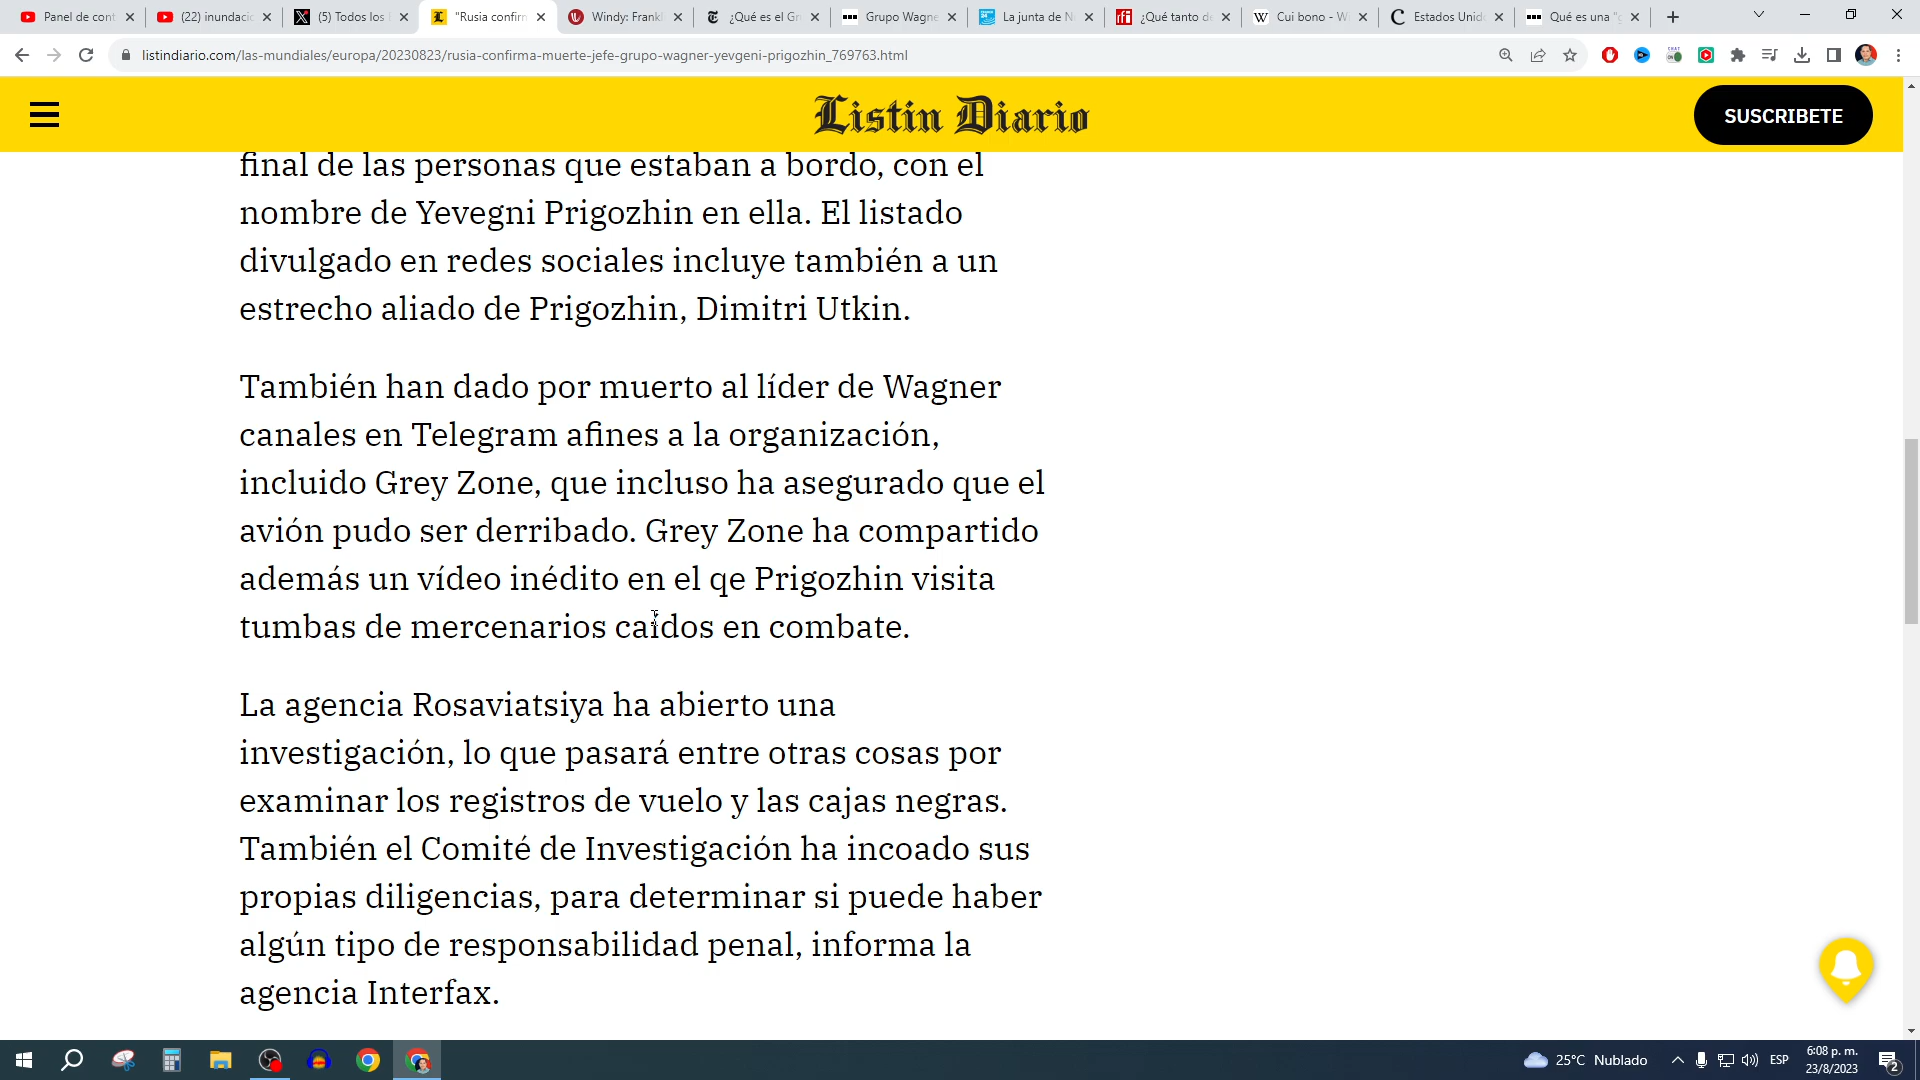 Panel de cont
(22) inundacio
(5) Todos los
"Rusia confirm
Windy: Frankl
¿Qué es el Gr
Grupo Wagne
La junta de N
¿Qué tanto de
Cui bono - Wi
Estados Unid
Qué es una "g
listindiario.com/las-mundiales/europa/20230823/rusia-confirma-muerte-jefe-grupo-wagner-yevgeni-prigozhin_769763.html
Listin Diario
SUSCRIBETE
final de las personas que estaban a bordo, con el
nombre de Yevegni Prigozhin en ella. El listado
divulgado en redes sociales incluye también a un
estrecho aliado de Prigozhin, Dimitri Utkin.
También han dado por muerto al líder de Wagner
canales en Telegram afines a la organización,
incluido Grey Zone, que incluso ha asegurado que el
avión pudo ser derribado. Grey Zone ha compartido
además un vídeo inédito en el qe Prigozhin visita
tumbas de mercenarios caídos en combate.
La agencia Rosaviatsiya ha abierto una
investigación, lo que pasará entre otras cosas por
examinar los registros de vuelo y las cajas negras.
También el Comité de Investigación ha incoado sus
propias diligencias, para determinar si puede haber
algún tipo de responsabilidad penal, informa la
agencia Interfax.
25°C Nublado
ESP
6:08 p. m.
23/8/2023
2